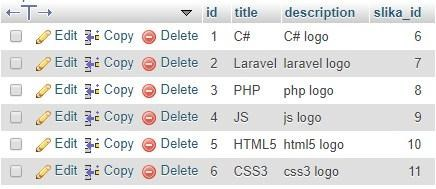 id title description slika_id
Edit Copy Delete 1 C# C# logo 6
Edit Copy Delete 2 Laravel laravel logo 7
Edit Copy Delete 3 PHP php logo 8
Edit Copy Delete 4 JS js logo 9
Edit Copy Delete 5 HTML5 html5 logo 10
Edit Copy Delete 6 CSS3 css3 logo 11